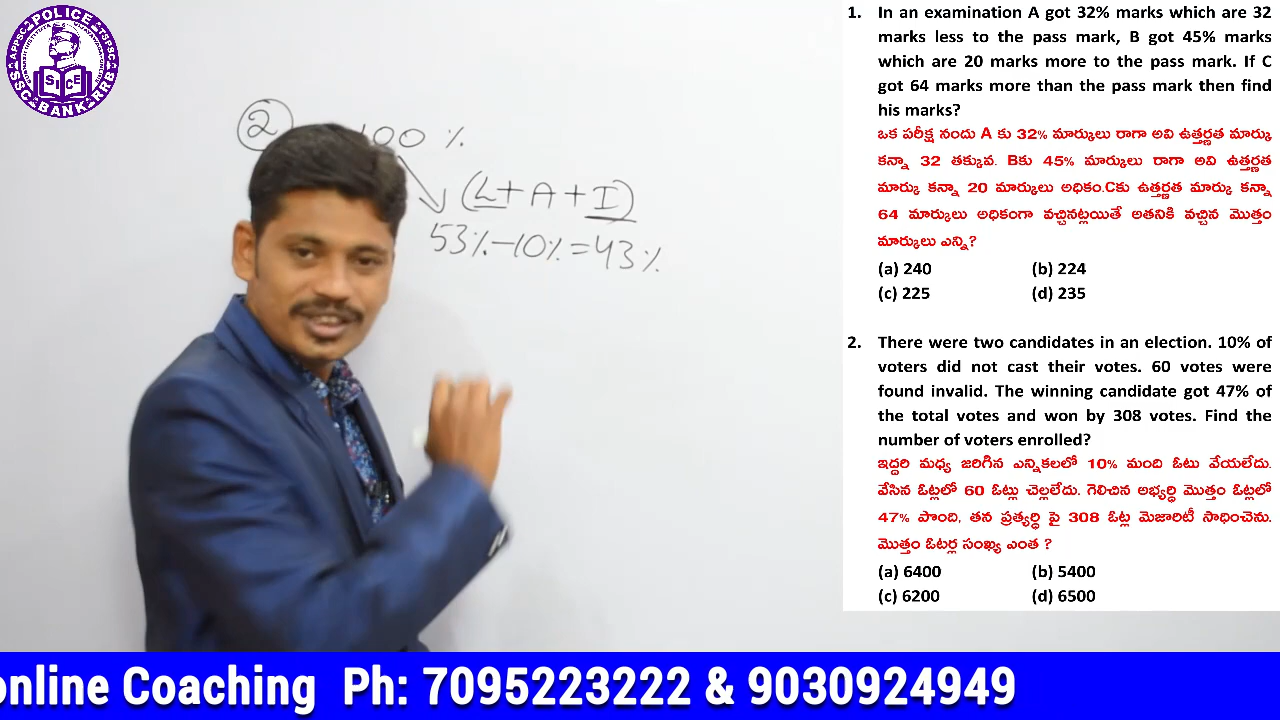 POLICE
APPSC
TSPSC
S I C E
SSC
BANK
RRB
2
100 %
(L+A+I)
53%-10%=43%
1. In an examination A got 32% marks which are 32
marks less to the pass mark, B got 45% marks
which are 20 marks more to the pass mark. If C
got 64 marks more than the pass mark then find
his marks?
ఒక పరీక్ష నందు A కు 32% మార్కులు రాగా అవి ఉత్తీర్ణత మార్కు
కన్నా 32 తక్కువ. Bకు 45% మార్కులు రాగా అవి ఉత్తీర్ణత
మార్కు కన్నా 20 మార్కులు అధికం.Cకు ఉత్తీర్ణత మార్కు కన్నా
64 మార్కులు అధికంగా వచ్చినట్లయితే అతనికి వచ్చిన మొత్తం
మార్కులు ఎన్ని?
(a) 240 (b) 224
(c) 225 (d) 235
2. There were two candidates in an election. 10% of
voters did not cast their votes. 60 votes were
found invalid. The winning candidate got 47% of
the total votes and won by 308 votes. Find the
number of voters enrolled?
ఇద్దరి మధ్య జరిగిన ఎన్నికలలో 10% మంది ఓటు వేయలేదు.
వేసిన ఓట్లలో 60 ఓట్లు చెల్లలేదు. గెలిచిన అభ్యర్థి మొత్తం ఓట్లలో
47% పొంది, తన ప్రత్యర్థి పై 308 ఓట్ల మెజారిటీ సాధించెను.
మొత్తం ఓటర్ల సంఖ్య ఎంత ?
(a) 6400 (b) 5400
(c) 6200 (d) 6500
online Coaching Ph: 7095223222 & 9030924949